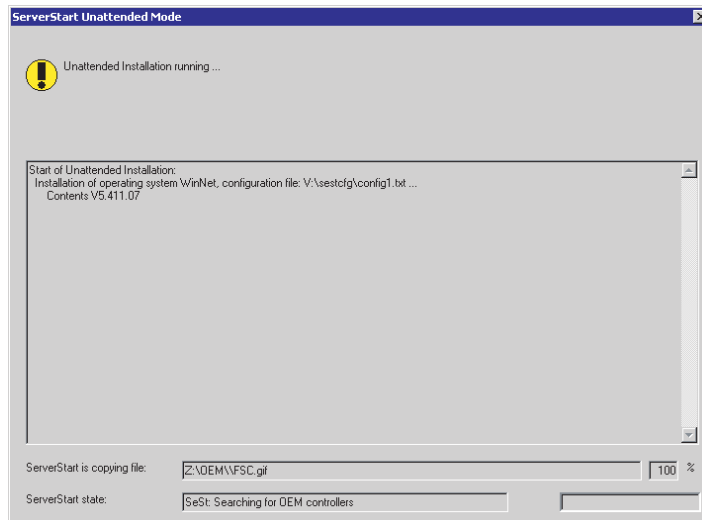 ServerStart Unattended Mode
Unattended Installation running ...
Start of Unattended Installation:
Installation of operating system WinNet, configuration file: V:\sestcfg\config1.txt ...
Contents V5.411.07
ServerStart is copying file: Z:\OEM\\FSC.gif 100 %
ServerStart state: SeSt: Searching for OEM controllers